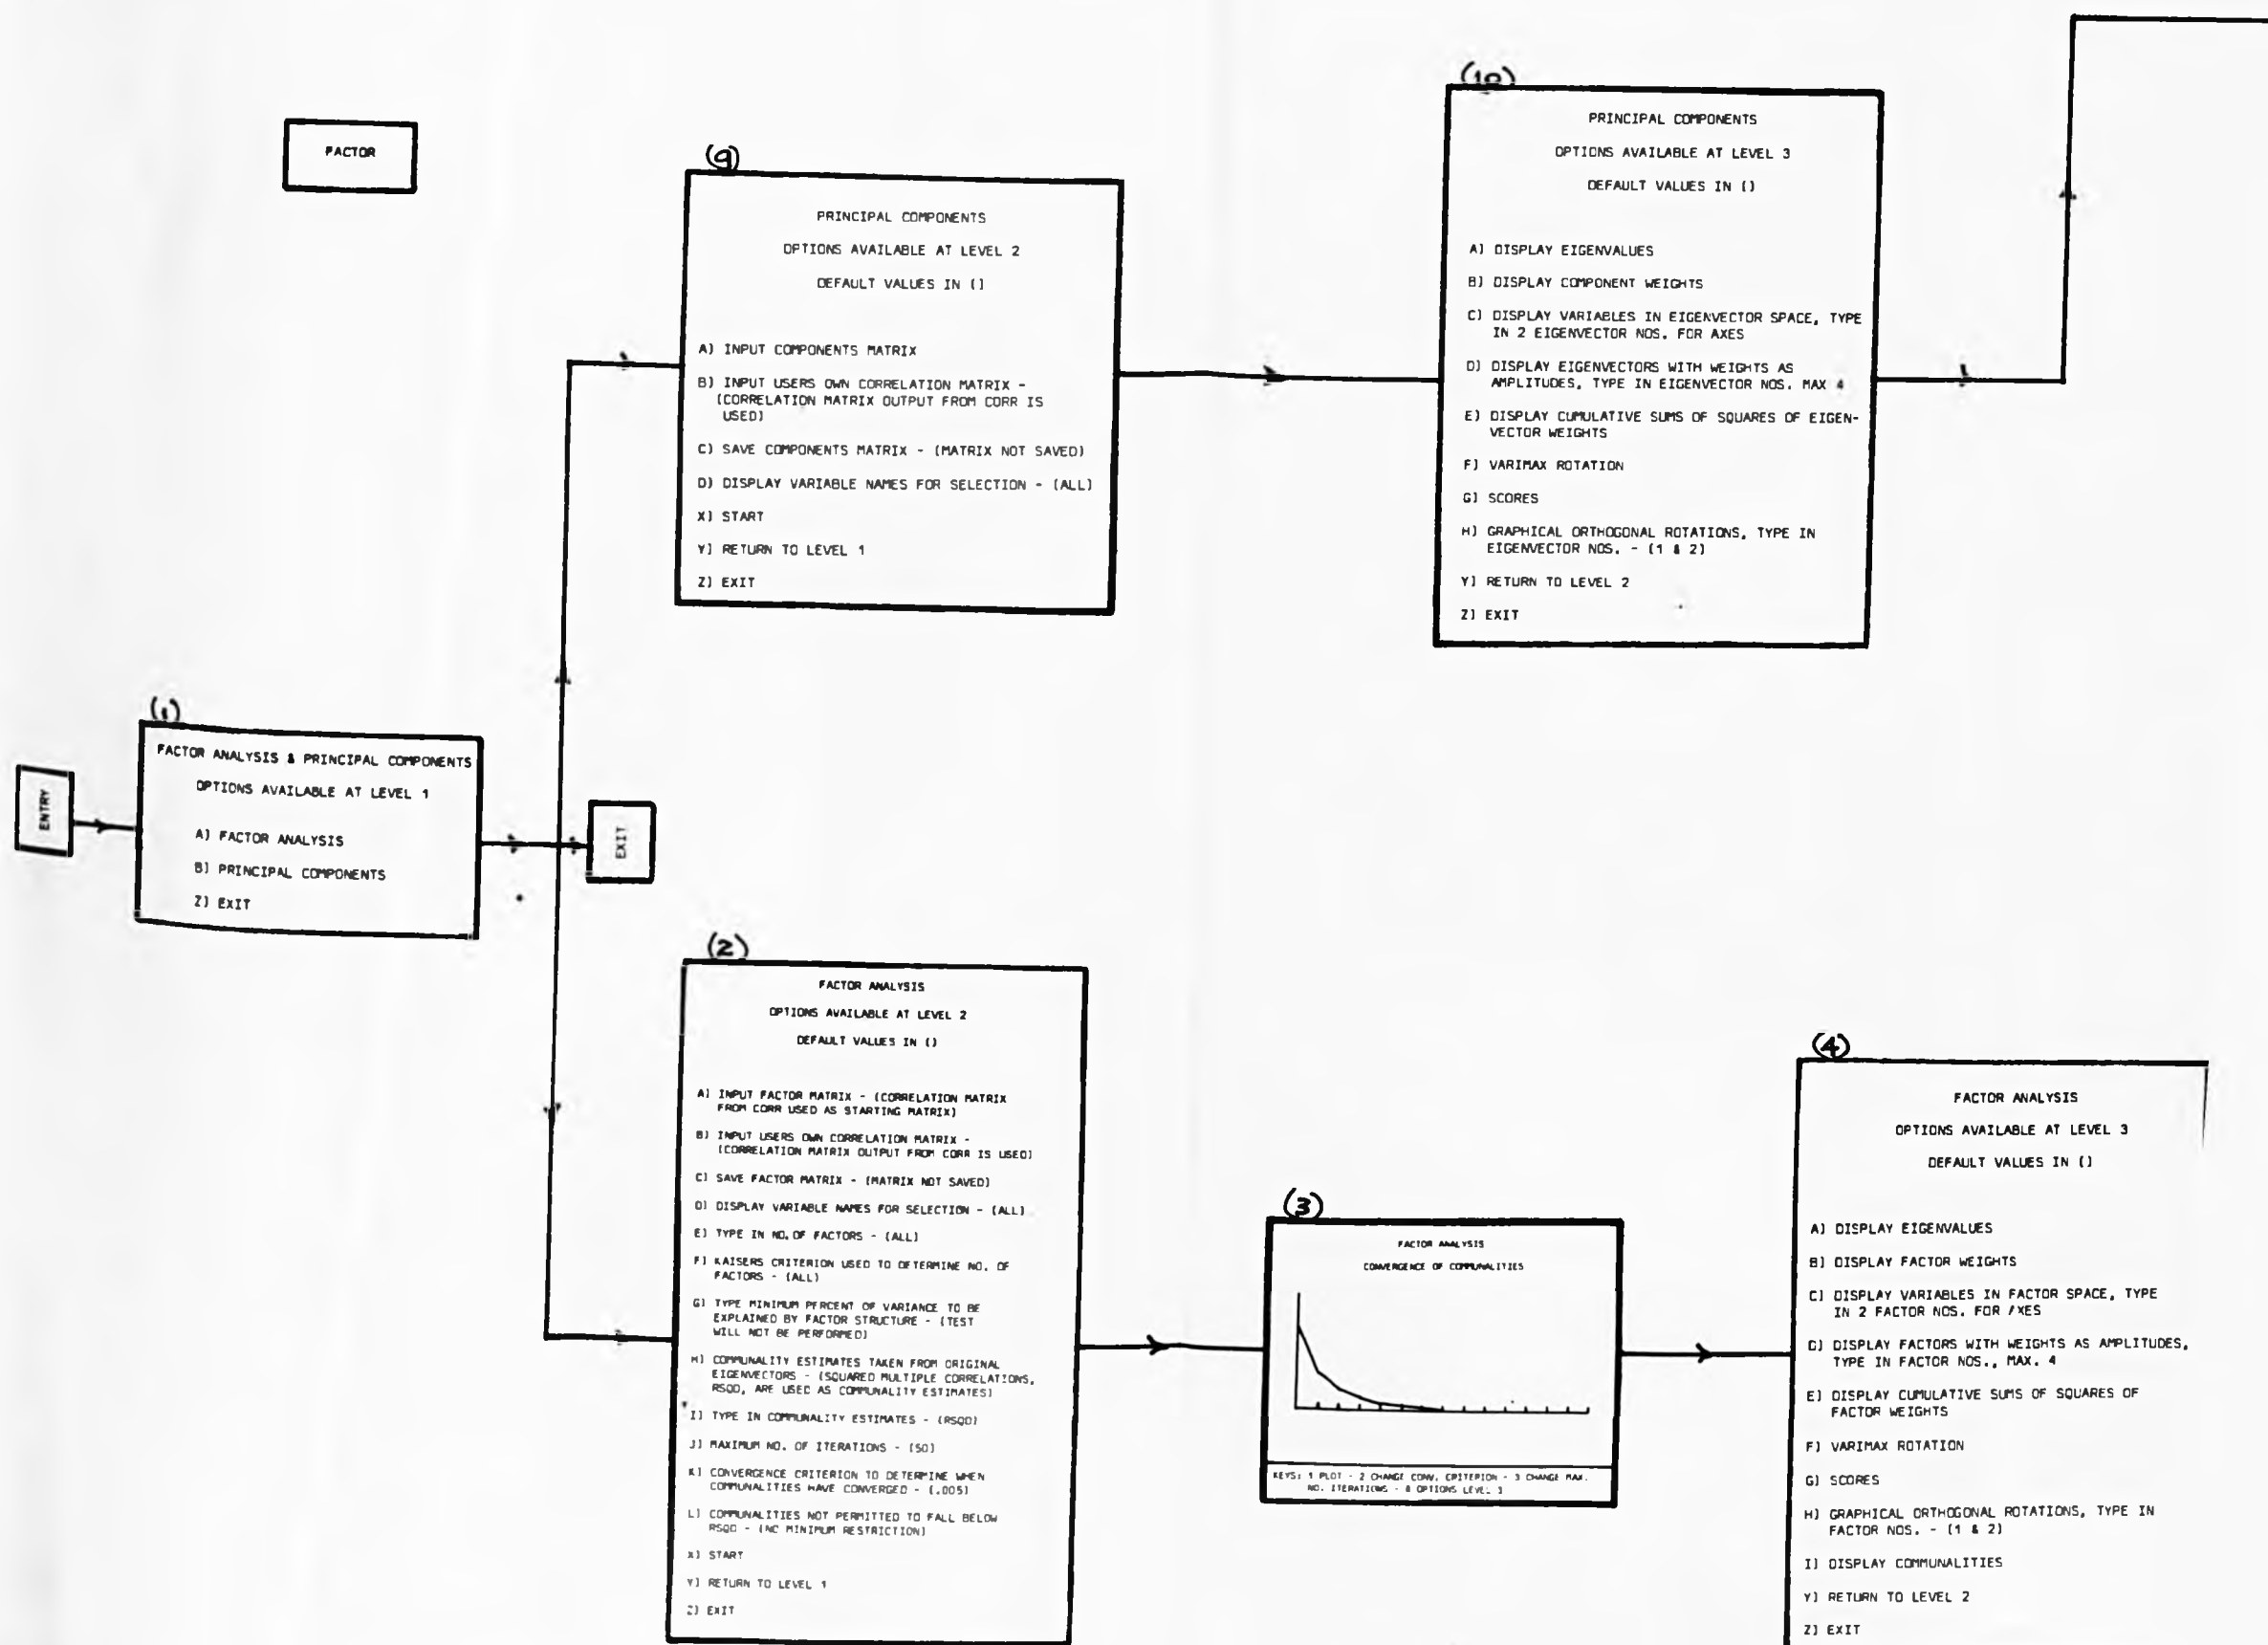 FACTOR
(1)
FACTOR ANALYSIS & PRINCIPAL COMPONENTS
OPTIONS AVAILABLE AT LEVEL 1
A) FACTOR ANALYSIS
B) PRINCIPAL COMPONENTS
Z) EXIT
ENTRY
EXIT
(9)
PRINCIPAL COMPONENTS
OPTIONS AVAILABLE AT LEVEL 2
DEFAULT VALUES IN ()
A) INPUT COMPONENTS MATRIX
B) INPUT USERS OWN CORRELATION MATRIX -
(CORRELATION MATRIX OUTPUT FROM CORR IS
USED)
C) SAVE COMPONENTS MATRIX - (MATRIX NOT SAVED)
D) DISPLAY VARIABLE NAMES FOR SELECTION - (ALL)
X) START
Y) RETURN TO LEVEL 1
Z) EXIT
(10)
PRINCIPAL COMPONENTS
OPTIONS AVAILABLE AT LEVEL 3
DEFAULT VALUES IN ()
A) DISPLAY EIGENVALUES
B) DISPLAY COMPONENT WEIGHTS
C) DISPLAY VARIABLES IN EIGENVECTOR SPACE, TYPE
IN 2 EIGENVECTOR NOS. FOR AXES
D) DISPLAY EIGENVECTORS WITH WEIGHTS AS
AMPLITUDES, TYPE IN EIGENVECTOR NOS. MAX 4
E) DISPLAY CUMULATIVE SUMS OF SQUARES OF EIGEN-
VECTOR WEIGHTS
F) VARIMAX ROTATION
G) SCORES
H) GRAPHICAL ORTHOGONAL ROTATIONS, TYPE IN
EIGENVECTOR NOS. - (1 & 2)
Y) RETURN TO LEVEL 2
Z) EXIT
(2)
FACTOR ANALYSIS
OPTIONS AVAILABLE AT LEVEL 2
DEFAULT VALUES IN ()
A) INPUT FACTOR MATRIX - (CORRELATION MATRIX
FROM CORR USED AS STARTING MATRIX)
B) INPUT USERS OWN CORRELATION MATRIX -
(CORRELATION MATRIX OUTPUT FROM CORR IS USED)
C) SAVE FACTOR MATRIX - (MATRIX NOT SAVED)
D) DISPLAY VARIABLE NAMES FOR SELECTION - (ALL)
E) TYPE IN NO. OF FACTORS - (ALL)
F) KAISERS CRITERION USED TO DETERMINE NO. OF
FACTORS - (ALL)
G) TYPE MINIMUM PERCENT OF VARIANCE TO BE
EXPLAINED BY FACTOR STRUCTURE - (TEST
WILL NOT BE PERFORMED)
H) COMMUNALITY ESTIMATES TAKEN FROM ORIGINAL
EIGENVECTORS - (SQUARED MULTIPLE CORRELATIONS,
RSQD, ARE USED AS COMMUNALITY ESTIMATES)
I) TYPE IN COMMUNALITY ESTIMATES - (RSQD)
J) MAXIMUM NO. OF ITERATIONS - (50)
K) CONVERGENCE CRITERION TO DETERMINE WHEN
COMMUNALITIES HAVE CONVERGED - (.005)
L) COMMUNALITIES NOT PERMITTED TO FALL BELOW
RSQD - (NO MINIMUM RESTRICTION)
X) START
Y) RETURN TO LEVEL 1
Z) EXIT
(3)
FACTOR ANALYSIS
CONVERGENCE OF COMMUNALITIES
KEYS: 1 PLOT - 2 CHANGE CONV. CRITERION - 3 CHANGE MAX.
NO. ITERATIONS - 8 OPTIONS LEVEL 3
(4)
FACTOR ANALYSIS
OPTIONS AVAILABLE AT LEVEL 3
DEFAULT VALUES IN ()
A) DISPLAY EIGENVALUES
B) DISPLAY FACTOR WEIGHTS
C) DISPLAY VARIABLES IN FACTOR SPACE, TYPE
IN 2 FACTOR NOS. FOR AXES
D) DISPLAY FACTORS WITH WEIGHTS AS AMPLITUDES,
TYPE IN FACTOR NOS., MAX. 4
E) DISPLAY CUMULATIVE SUMS OF SQUARES OF
FACTOR WEIGHTS
F) VARIMAX ROTATION
G) SCORES
H) GRAPHICAL ORTHOGONAL ROTATIONS, TYPE IN
FACTOR NOS. - (1 & 2)
I) DISPLAY COMMUNALITIES
Y) RETURN TO LEVEL 2
Z) EXIT